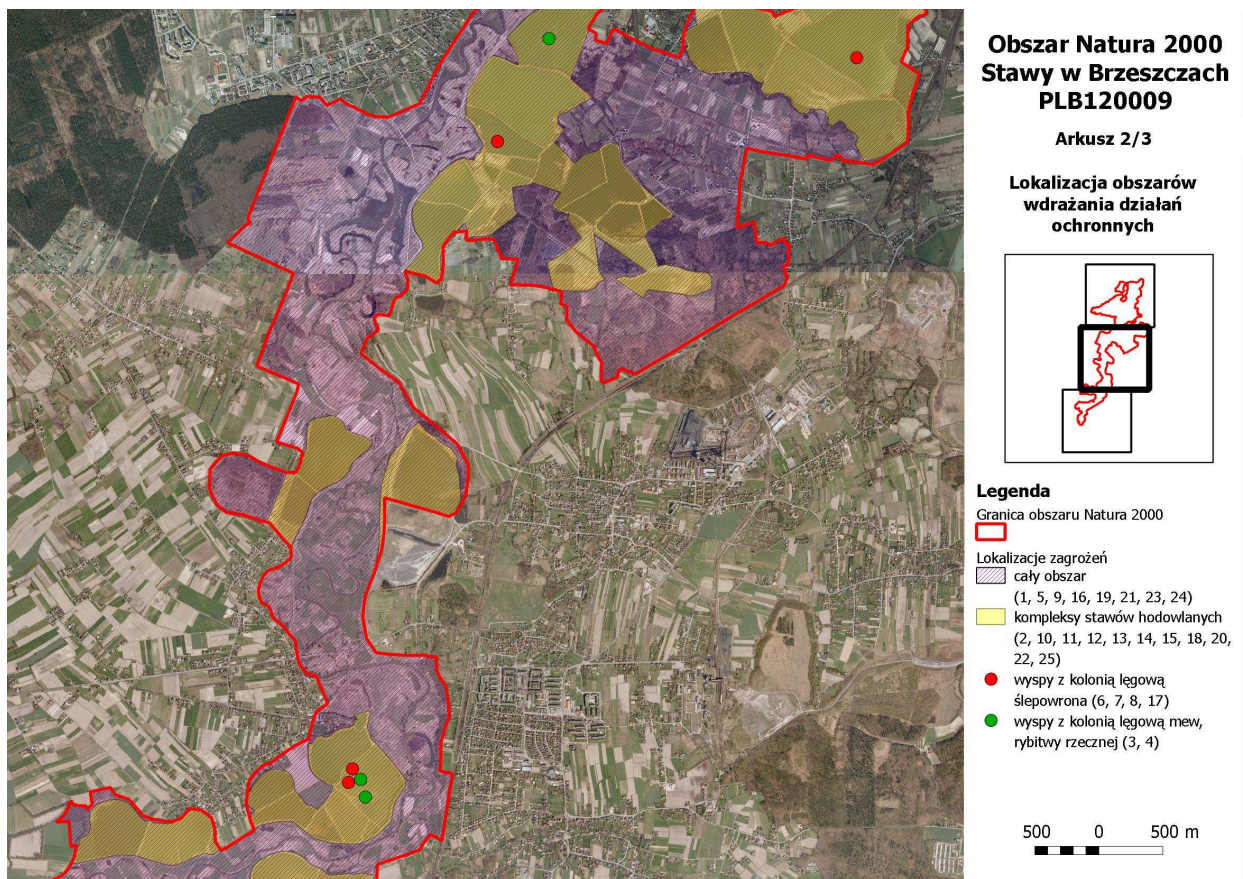 Obszar Natura 2000
Stawy w Brzeszczach
PLB120009
Arkusz 2/3
Lokalizacja obszarów
wdrażania działań
ochronnych
Legenda
Granica obszaru Natura 2000
Lokalizacje zagrożeń
cały obszar
(1, 5, 9, 16, 19, 21, 23, 24)
kompleksy stawów hodowlanych
(2, 10, 11, 12, 13, 14, 15, 18, 20,
22, 25)
wyspy z kolonią lęgową
ślepowrona (6, 7, 8, 17)
wyspy z kolonią lęgową mew,
rybitwy rzecznej (3, 4)
500 0 500 m